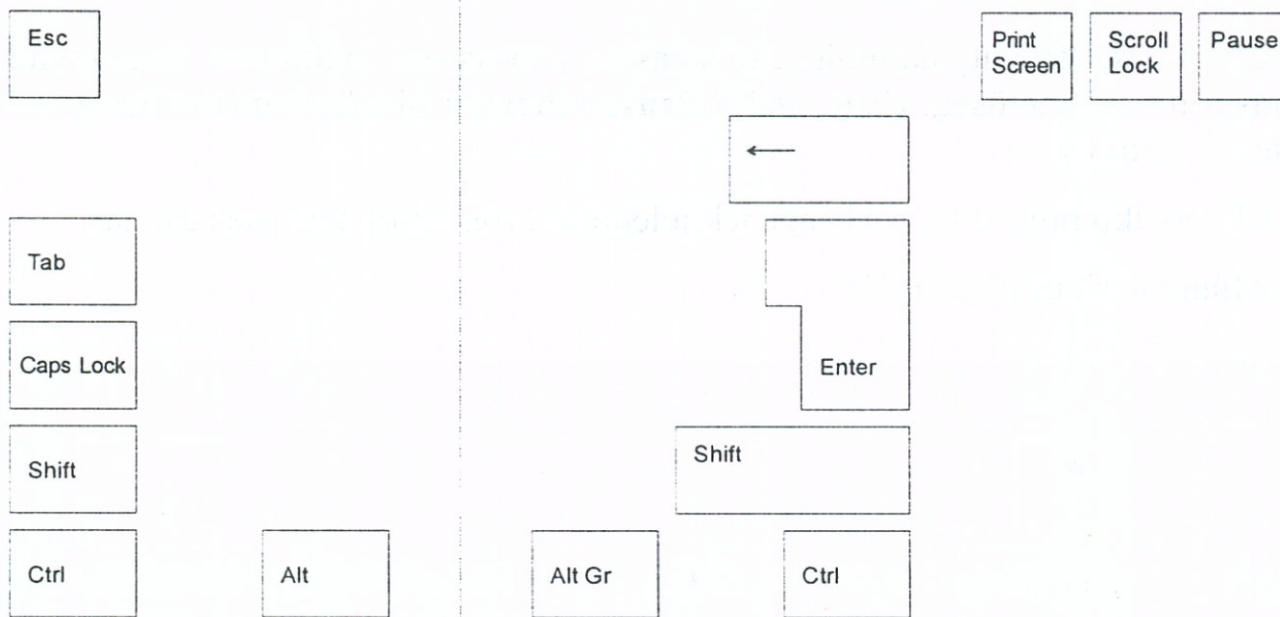 Esc
Print
Screen
Scroll
Lock
Pause
←
Tab
Caps Lock
Enter
Shift
Shift
Ctrl
Alt
Alt Gr
Ctrl